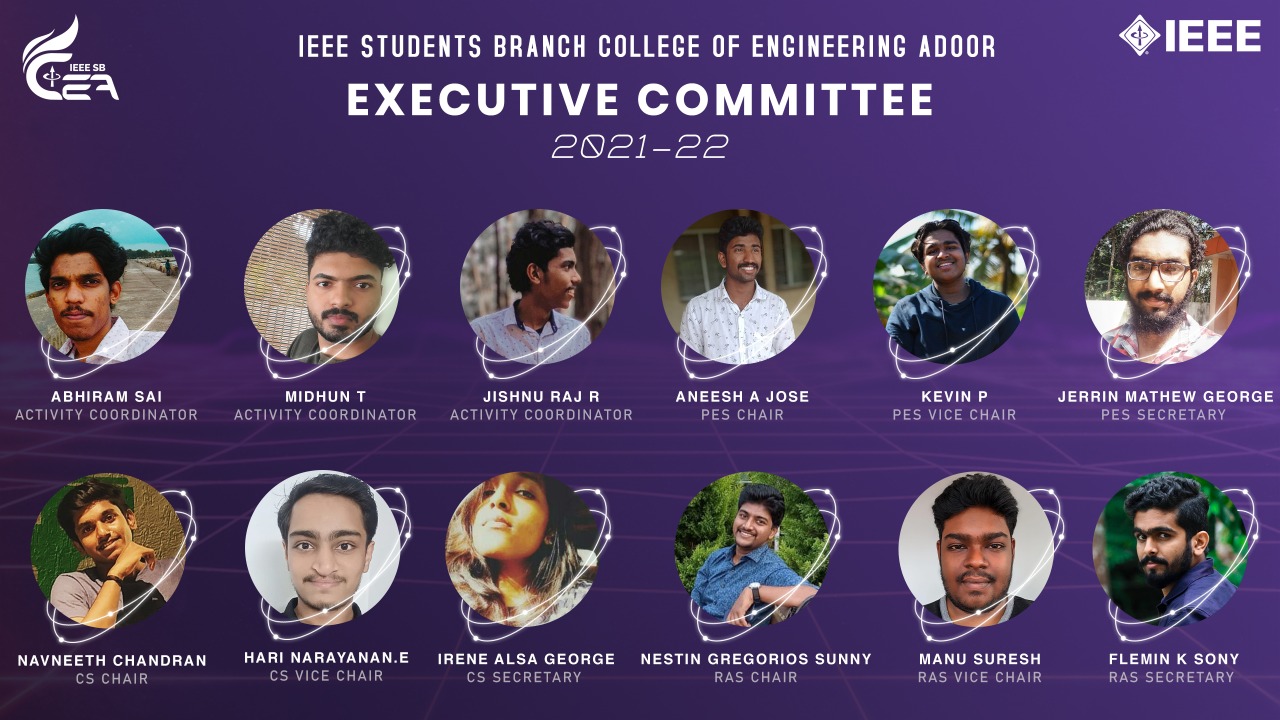 IEEE SB
CEA
IEEE STUDENTS BRANCH COLLEGE OF ENGINEERING ADOOR
IEEE
EXECUTIVE COMMITTEE
2021-22
ABHIRAM SAI
ACTIVITY COORDINATOR
MIDHUN T
ACTIVITY COORDINATOR
JISHNU RAJ R
ACTIVITY COORDINATOR
ANEESH A JOSE
PES CHAIR
KEVIN P
PES VICE CHAIR
JERRIN MATHEW GEORGE
PES SECRETARY
NAVNEETH CHANDRAN
CS CHAIR
HARI NARAYANAN.E
CS VICE CHAIR
IRENE ALSA GEORGE
CS SECRETARY
NESTIN GREGORIOS SUNNY
RAS CHAIR
MANU SURESH
RAS VICE CHAIR
FLEMIN K SONY
RAS SECRETARY